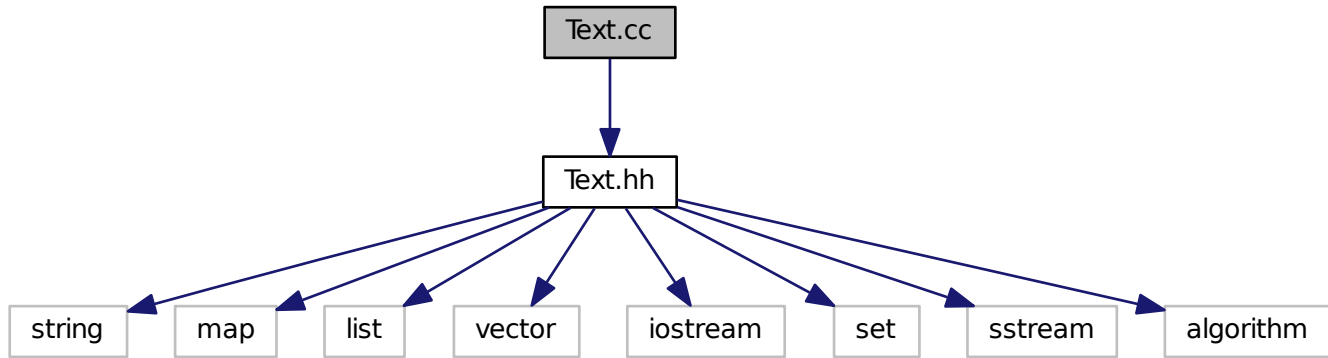 Text.cc
Text.hh
string
map
list
vector
iostream
set
sstream
algorithm